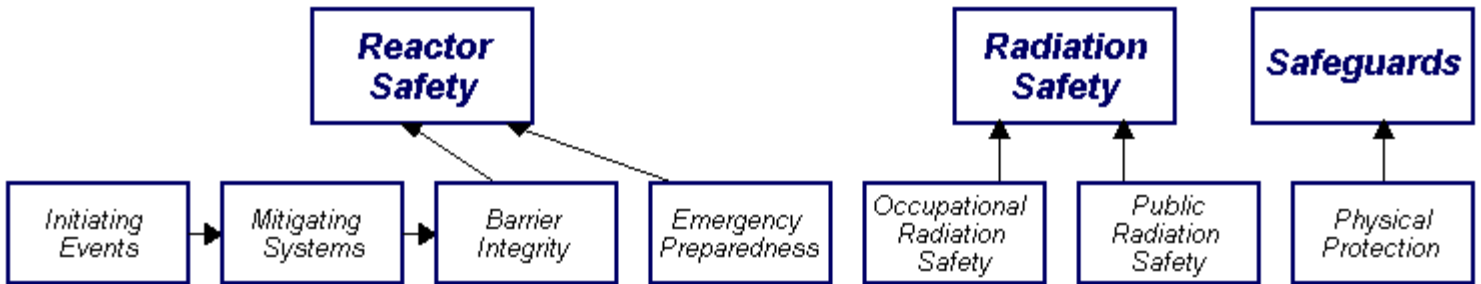 Reactor
Safety
Radiation
Safety
Safeguards
Initiating
Events
Mitigating
Systems
Barrier
Integrity
Emergency
Preparedness
Occupational
Radiation
Safety
Public
Radiation
Safety
Physical
Protection